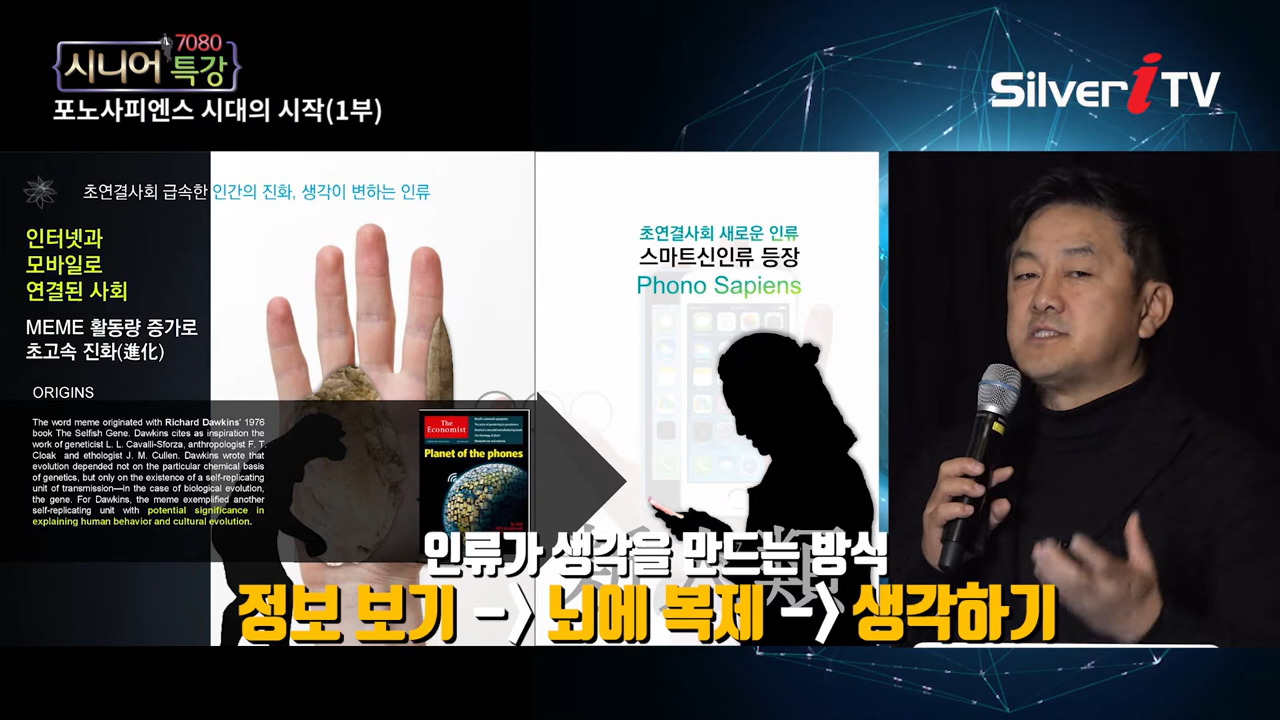 7080
시니어 특강
포노사피엔스 시대의 시작(1부)
Silver i TV
초연결사회 급속한 인간의 진화, 생각이 변하는 인류
인터넷과
모바일로
연결된 사회
MEME 활동량 증가로
초고속 진화(進化)
ORIGINS
The word meme originated with Richard Dawkins' 1976
book The Selfish Gene. Dawkins cites as inspiration the
work of geneticist L. L. Cavalli-Sforza, anthropologist F. T.
Cloak and ethologist J. M. Cullen. Dawkins wrote that
evolution depended not on the particular chemical basis
of genetics, but only on the existence of a self-replicating
unit of transmission—in the case of biological evolution,
the gene. For Dawkins, the meme exemplified another
self-replicating unit with potential significance in
explaining human behavior and cultural evolution.
The
Economist
Planet of the phones
초연결사회 새로운 인류
스마트신인류 등장
Phono Sapiens
類
인류가 생각을 만드는 방식
정보 보기 -> 뇌에 복제 -> 생각하기